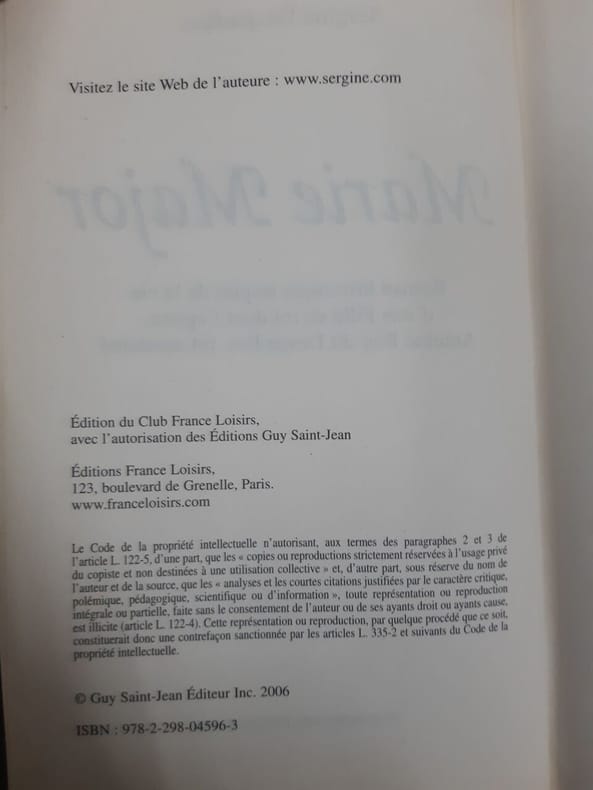 Visitez le site Web de l'auteure : www.sergine.com
Marie Major
Édition du Club France Loisirs,
avec l'autorisation des Éditions Guy Saint-Jean
Éditions France Loisirs,
123, boulevard de Grenelle, Paris.
www.franceloisirs.com
Le Code de la propriété intellectuelle n'autorisant, aux termes des paragraphes 2 et 3 de
l'article L. 122-5, d'une part, que les « copies ou reproductions strictement réservées à l'usage privé
du copiste et non destinées à une utilisation collective » et, d'autre part, sous réserve du nom de
l'auteur et de la source, que les « analyses et les courtes citations justifiées par le caractère critique,
polémique, pédagogique, scientifique ou d'information », toute représentation ou reproduction
intégrale ou partielle, faite sans le consentement de l'auteur ou de ses ayants droit ou ayants cause,
est illicite (article L. 122-4). Cette représentation ou reproduction, par quelque procédé que ce soit,
constituerait donc une contrefaçon sanctionnée par les articles L. 335-2 et suivants du Code de la
propriété intellectuelle.
© Guy Saint-Jean Éditeur Inc. 2006
ISBN : 978-2-298-04596-3